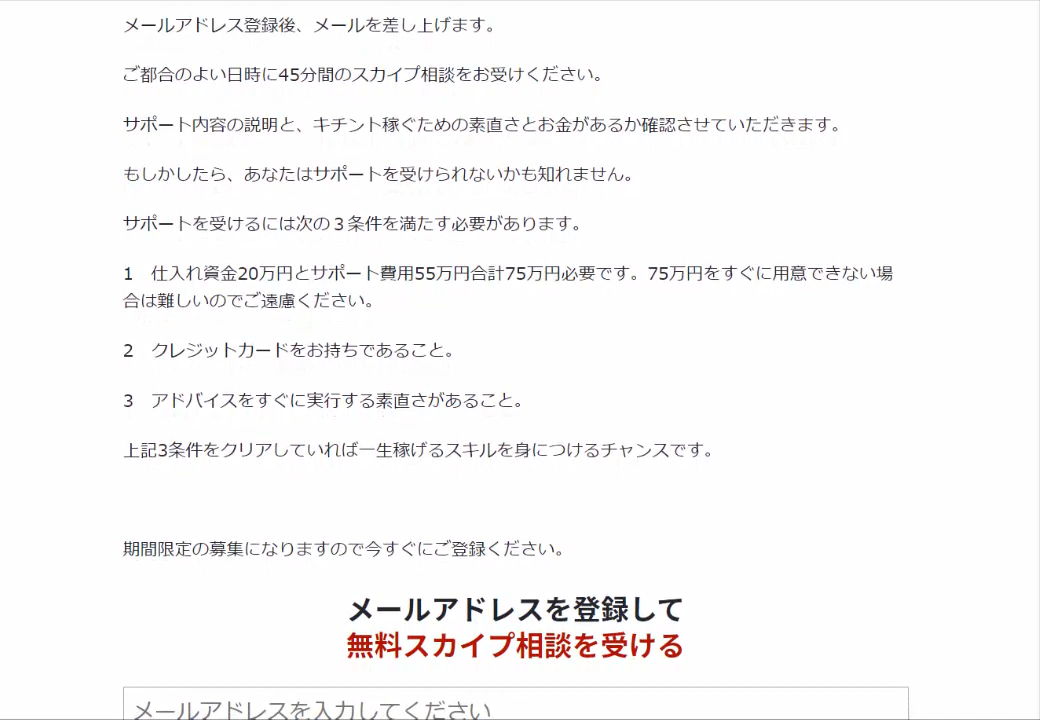 メールアドレス登録後、メールを差し上げます。
ご都合のよい日時に45分間のスカイプ相談をお受けください。
サポート内容の説明と、キチント稼ぐための素直さとお金があるか確認させていただきます。
もしかしたら、あなたはサポートを受けられないかも知れません。
サポートを受けるには次の３条件を満たす必要があります。
1　仕入れ資金20万円とサポート費用55万円合計75万円必要です。75万円をすぐに用意できない場
合は難しいのでご遠慮ください。
2　クレジットカードをお持ちであること。
3　アドバイスをすぐに実行する素直さがあること。
上記3条件をクリアしていれば一生稼げるスキルを身につけるチャンスです。
期間限定の募集になりますので今すぐにご登録ください。
メールアドレスを登録して
無料スカイプ相談を受ける
メールアドレスを入力してください